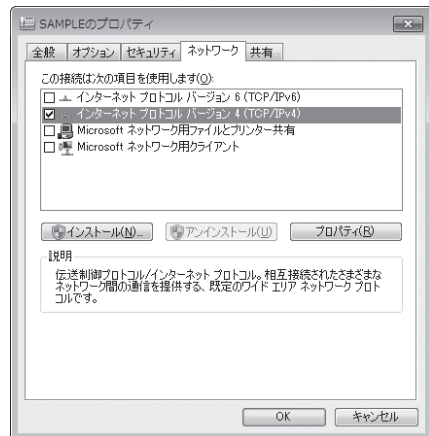 SAMPLEのプロパティ
全般 オプション セキュリティ ネットワーク 共有
この接続は次の項目を使用します(O):
インターネット プロトコル バージョン 6 (TCP/IPv6)
インターネット プロトコル バージョン 4 (TCP/IPv4)
Microsoft ネットワーク用ファイルとプリンター共有
Microsoft ネットワーク用クライアント
インストール(N)... アンインストール(U) プロパティ(R)
説明
伝送制御プロトコル/インターネット プロトコル。相互接続されたさまざまな
ネットワーク間の通信を提供する、既定のワイド エリア ネットワーク プロト
コルです。
OK キャンセル